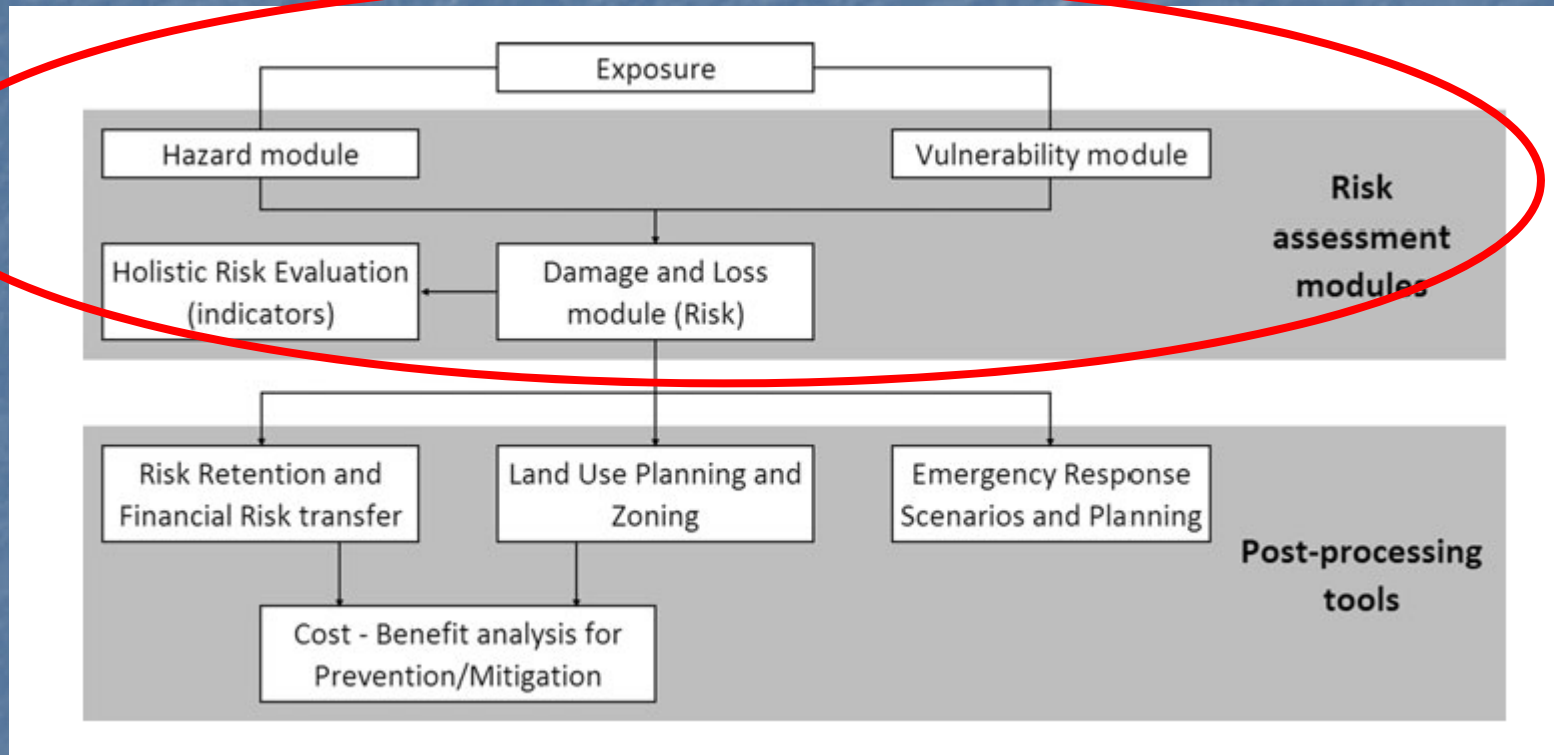 Exposure
Hazard module
Vulnerability module
Risk
assessment
modules
Holistic Risk Evaluation
(indicators)
Damage and Loss
module (Risk)
Risk Retention and
Financial Risk transfer
Land Use Planning and
Zoning
Emergency Response
Scenarios and Planning
Post-processing
tools
Cost - Benefit analysis for
Prevention/Mitigation